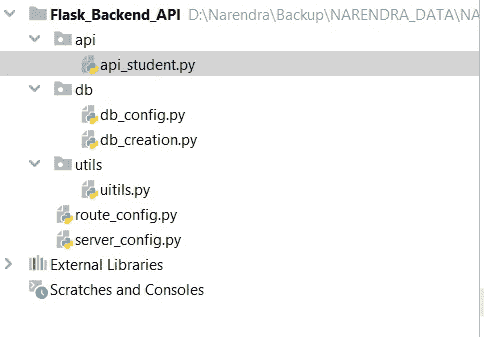 Flask_Backend_API D:\Narendra\Backup\NARENDRA_DATA\NA
api
api_student.py
db
db_config.py
db_creation.py
utils
uitils.py
route_config.py
server_config.py
External Libraries
Scratches and Consoles